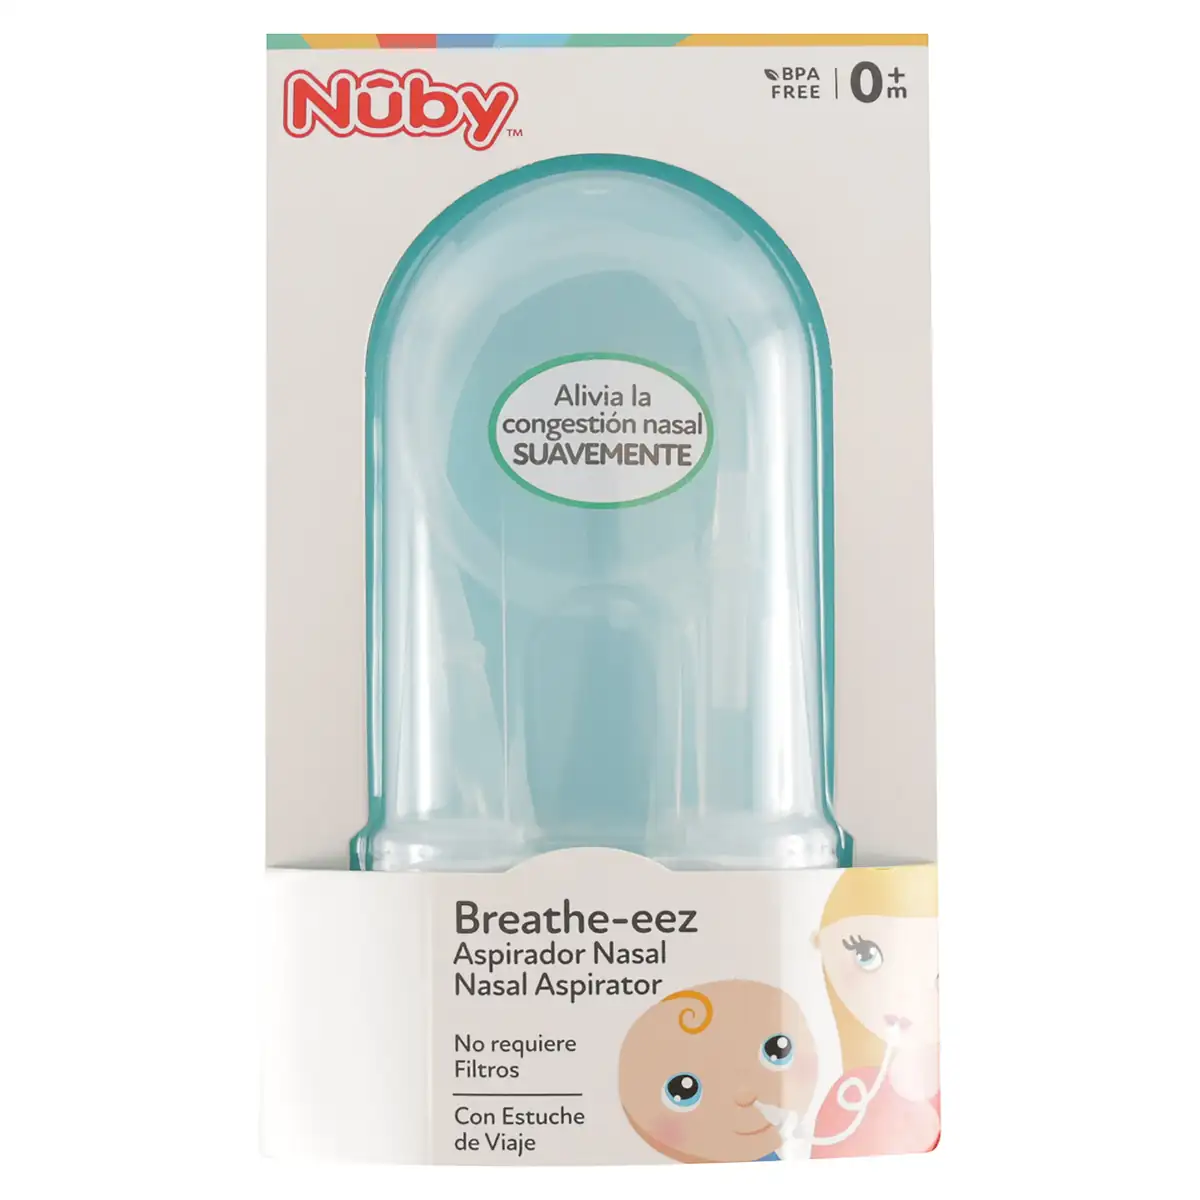 Nûby™
BPA
FREE
0+
m
Alivia la
congestión nasal
SUAVEMENTE
Breathe-eez
Aspirador Nasal
Nasal Aspirator
No requiere
Filtros
Con Estuche
de Viaje